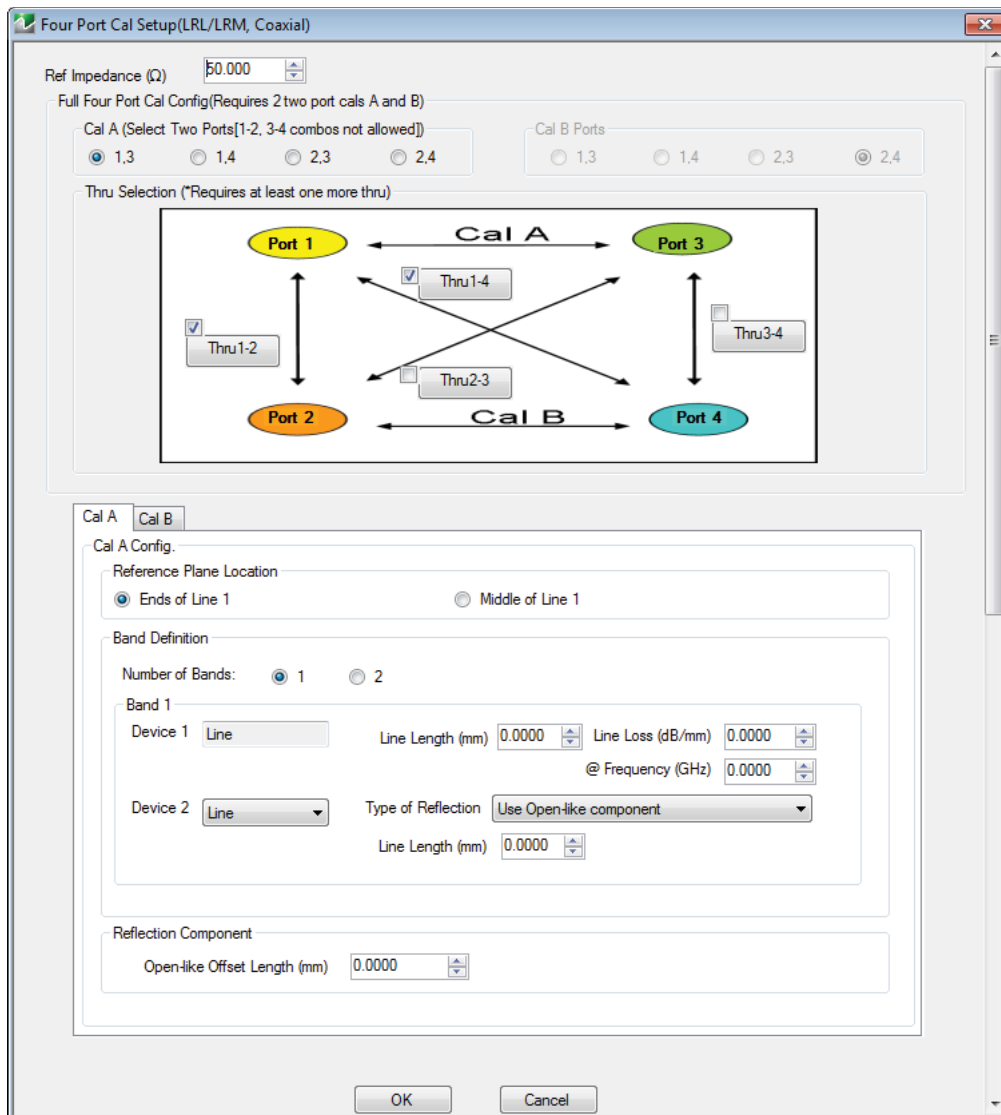 Four Port Cal Setup(LRL/LRM, Coaxial)
Ref Impedance (Ω) 50.000
Full Four Port Cal Config(Requires 2 two port cals A and B)
Cal A (Select Two Ports[1-2, 3-4 combos not allowed])
1,3 1,4 2,3 2,4
Cal B Ports
1,3 1,4 2,3 2,4
Thru Selection (*Requires at least one more thru)
Port 1 Cal A Port 3
Thru1-4
Thru1-2
Thru3-4
Thru2-3
Port 2 Cal B Port 4
Cal A Cal B
Cal A Config.
Reference Plane Location
Ends of Line 1 Middle of Line 1
Band Definition
Number of Bands: 1 2
Band 1
Device 1 Line Line Length (mm) 0.0000 Line Loss (dB/mm) 0.0000
@ Frequency (GHz) 0.0000
Device 2 Line Type of Reflection Use Open-like component
Line Length (mm) 0.0000
Reflection Component
Open-like Offset Length (mm) 0.0000
OK Cancel